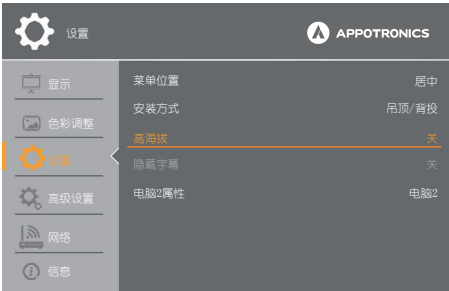 设置
APPOTRONICS
显示
色彩调整
设置
高级设置
网络
信息
菜单位置 居中
安装方式 吊顶/背投
高海拔 关
隐藏字幕 关
电脑2属性 电脑2